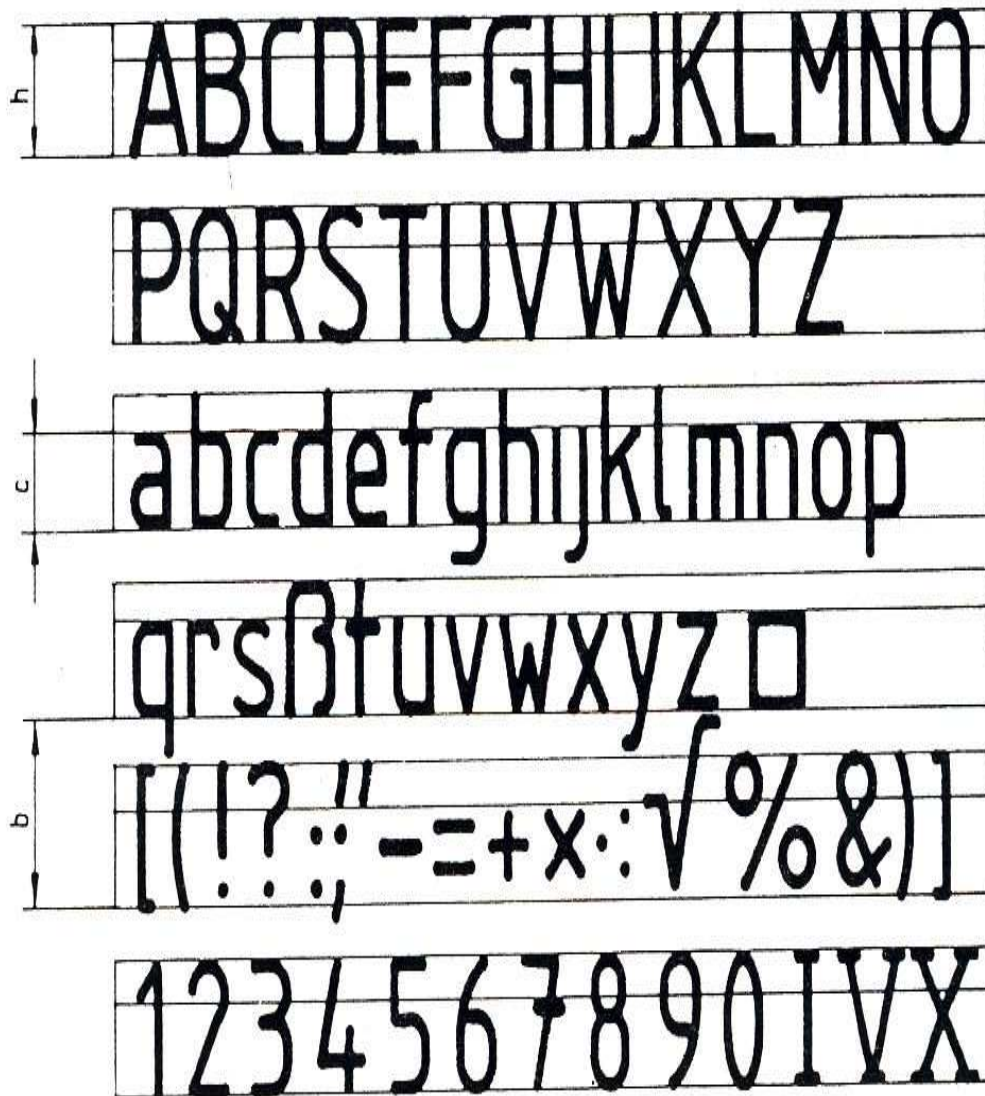 h
ABCDEFGHIJKLMNO
PQRSTUVWXYZ
c
abcdefghijklmnop
qrsßtuvwxyz□
b
[(!?:;"-=+×·:√%&)]
1234567890IVX